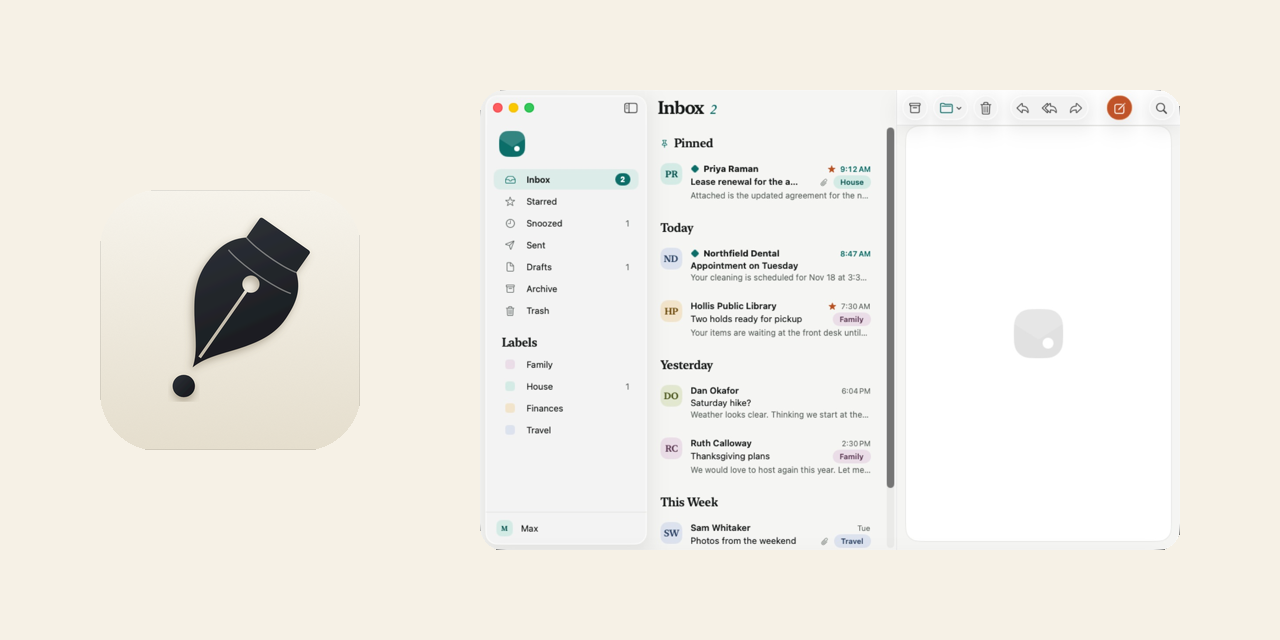 Inbox 2
Inbox 2
Starred
Snoozed 1
Sent
Drafts 1
Archive
Trash
Labels
Family
House 1
Finances
Travel
M Max
Pinned
PR Priya Raman 9:12 AM
Lease renewal for the a... House
Attached is the updated agreement for the n...
Today
ND Northfield Dental 8:47 AM
Appointment on Tuesday
Your cleaning is scheduled for Nov 18 at 3:3...
HP Hollis Public Library 7:30 AM
Two holds ready for pickup Family
Your items are waiting at the front desk until...
Yesterday
DO Dan Okafor 6:04 PM
Saturday hike?
Weather looks clear. Thinking we start at the...
RC Ruth Calloway 2:30 PM
Thanksgiving plans Family
We would love to host again this year. Let me...
This Week
SW Sam Whitaker Tue
Photos from the weekend Travel